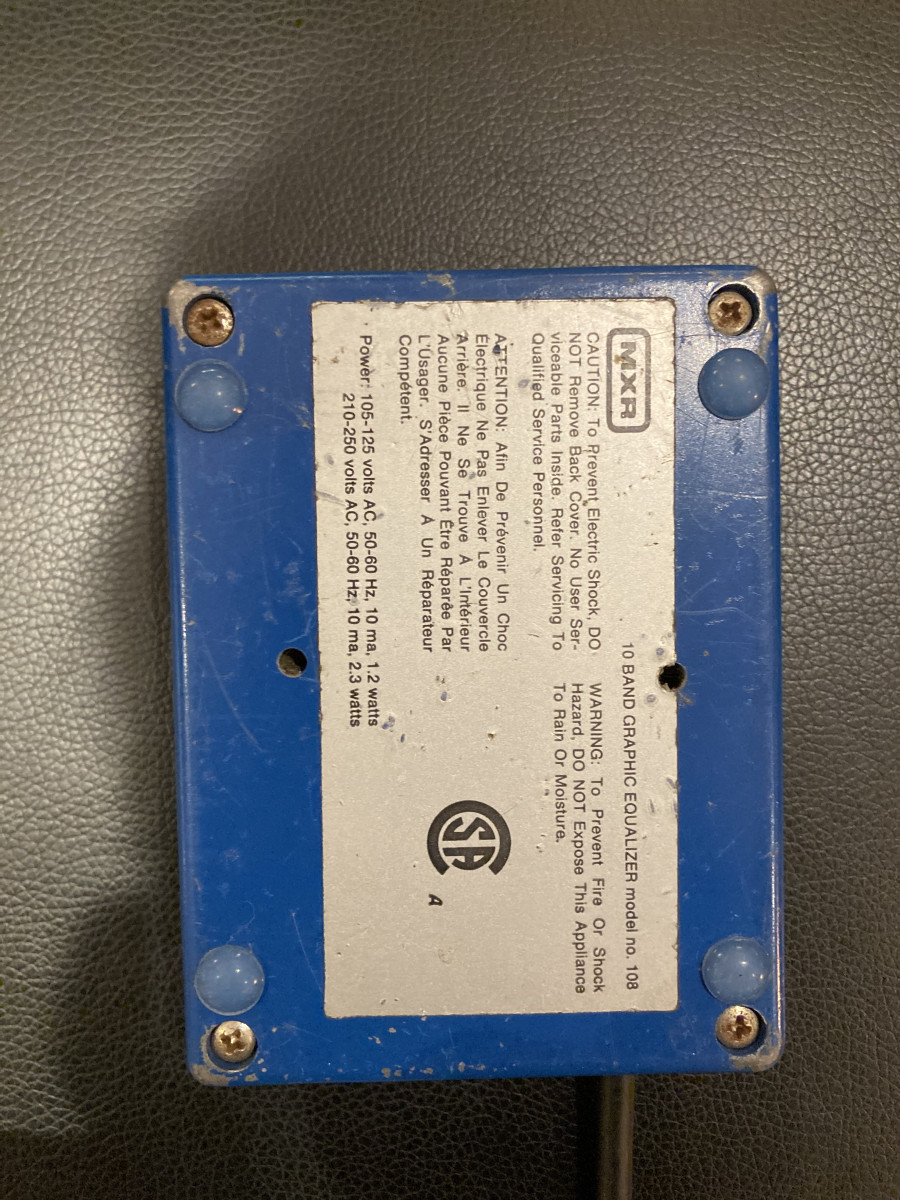 MXR
10 BAND GRAPHIC EQUALIZER model no. 108
CAUTION: To Prevent Electric Shock, DO
NOT Remove Back Cover. No User Ser-
viceable Parts Inside. Refer Servicing To
Qualified Service Personnel.
WARNING: To Prevent Fire Or Shock
Hazard, DO NOT Expose This Appliance
To Rain Or Moisture.
ATTENTION: Afin De Prévenir Un Choc
Electrique Ne Pas Enlever Le Couvercle
Arrière. Il Ne Se Trouve À L'Intérieur
Aucune Pièce Pouvant Être Réparée Par
L'Usager. S'Adresser À Un Réparateur
Compétent.
SA
A
Power: 105-125 volts AC, 50-60 Hz, 10 ma, 1.2 watts
210-250 volts AC, 50-60 Hz, 10 ma, 2.3 watts